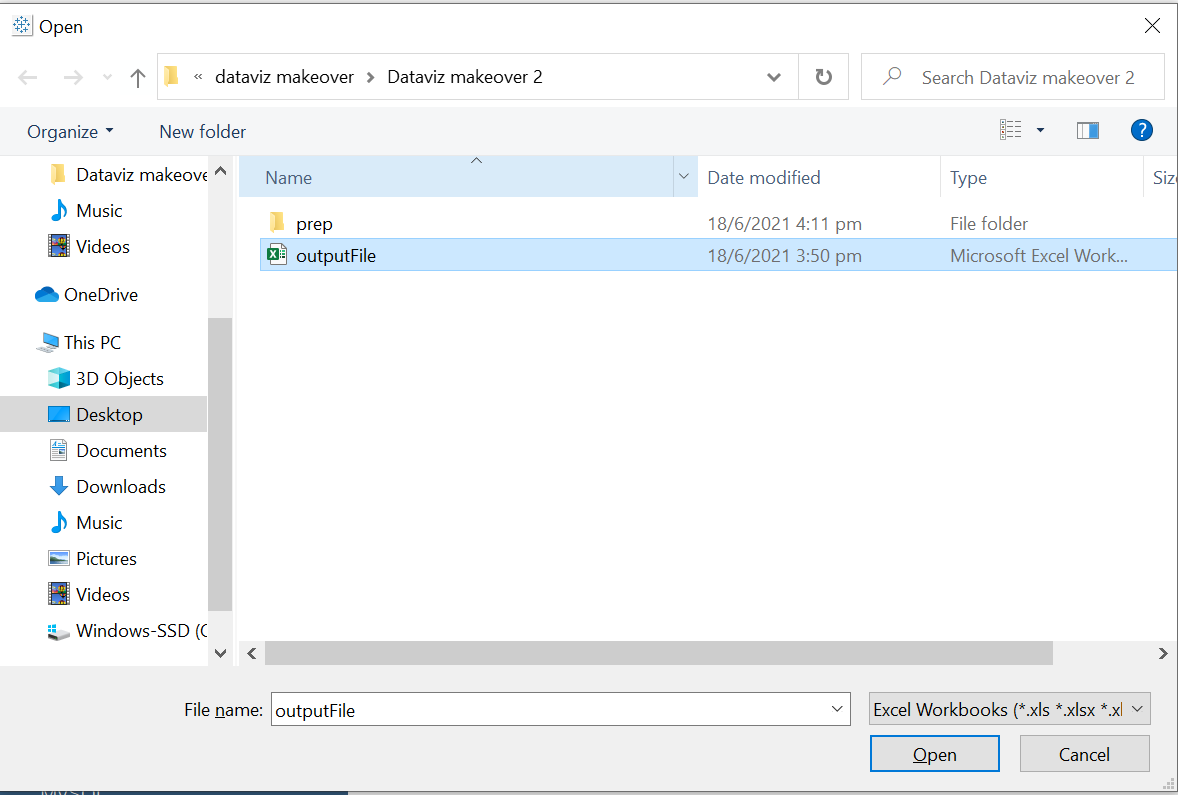 Open
« dataviz makeover > Dataviz makeover 2
Search Dataviz makeover 2
Organize
New folder
Name
Date modified
Type
Siz
Dataviz makeove
Music
Videos
OneDrive
This PC
3D Objects
Desktop
Documents
Downloads
Music
Pictures
Videos
Windows-SSD (C
prep 18/6/2021 4:11 pm File folder
outputFile 18/6/2021 3:50 pm Microsoft Excel Work...
File name: outputFile
Excel Workbooks (*.xls *.xlsx *.xl
Open
Cancel